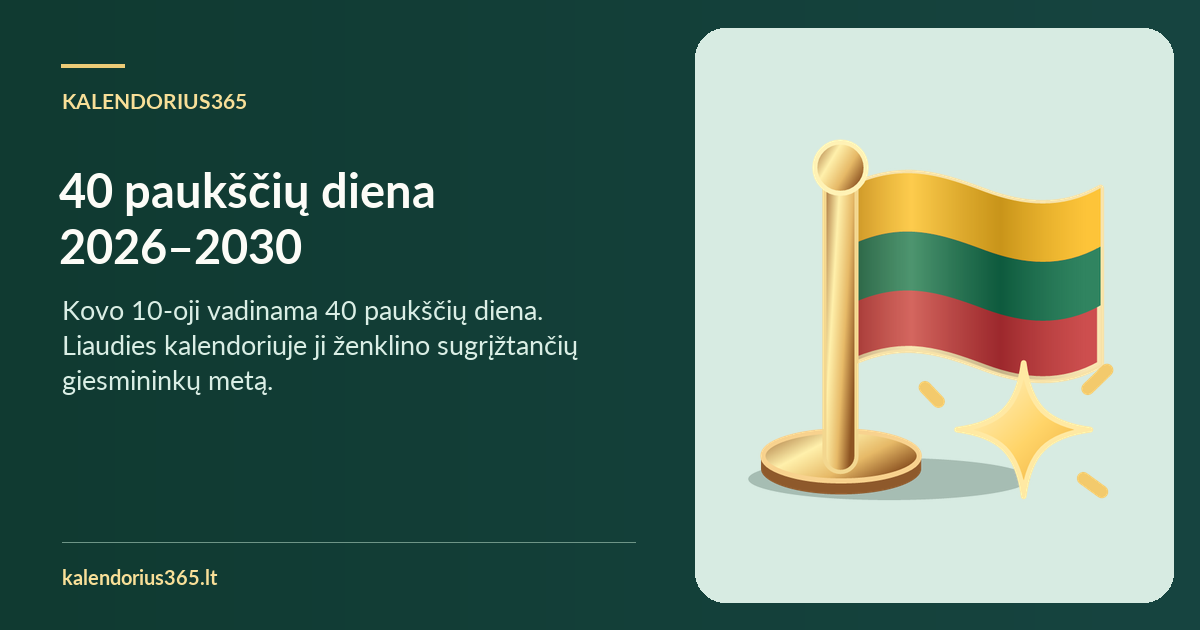 KALENDORIUS365
40 paukščių diena
2026–2030
Kovo 10-oji vadinama 40 paukščių diena.
Liaudies kalendoriuje ji ženklino sugrįžtančių
giesmininkų metą.
kalendorius365.lt